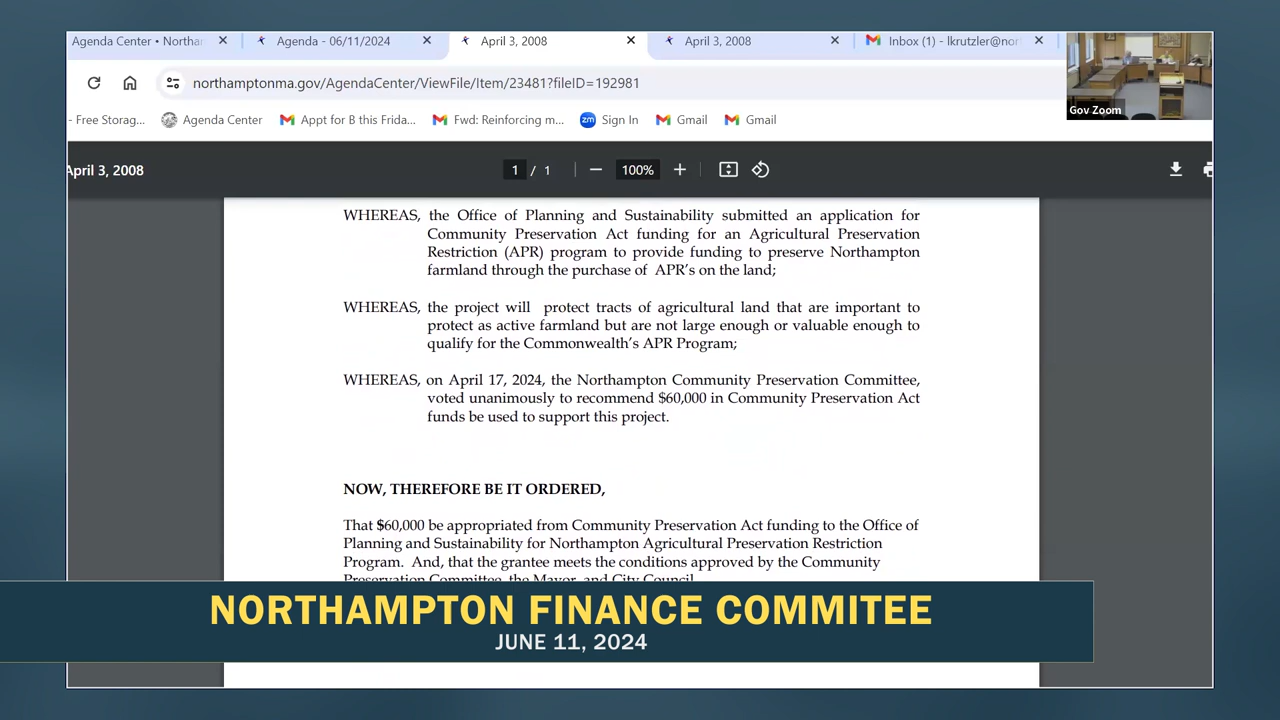 Agenda Center • Northa
Agenda - 06/11/2024
April 3, 2008
April 3, 2008
Inbox (1) - lkrutzler@nor
northamptonma.gov/AgendaCenter/ViewFile/Item/23481?fileID=192981
- Free Storag...
Agenda Center
Appt for B this Frida...
Fwd: Reinforcing m...
zm
Sign In
Gmail
Gmail
Gov Zoom
April 3, 2008
1 / 1
100%
WHEREAS, the Office of Planning and Sustainability submitted an application for
Community Preservation Act funding for an Agricultural Preservation
Restriction (APR) program to provide funding to preserve Northampton
farmland through the purchase of APR's on the land;
WHEREAS, the project will protect tracts of agricultural land that are important to
protect as active farmland but are not large enough or valuable enough to
qualify for the Commonwealth's APR Program;
WHEREAS, on April 17, 2024, the Northampton Community Preservation Committee,
voted unanimously to recommend $60,000 in Community Preservation Act
funds be used to support this project.
NOW, THEREFORE BE IT ORDERED,
That $60,000 be appropriated from Community Preservation Act funding to the Office of
Planning and Sustainability for Northampton Agricultural Preservation Restriction
Program. And, that the grantee meets the conditions approved by the Community
Preservation Committee, the Mayor, and City Council.
NORTHAMPTON FINANCE COMMITEE
JUNE 11, 2024